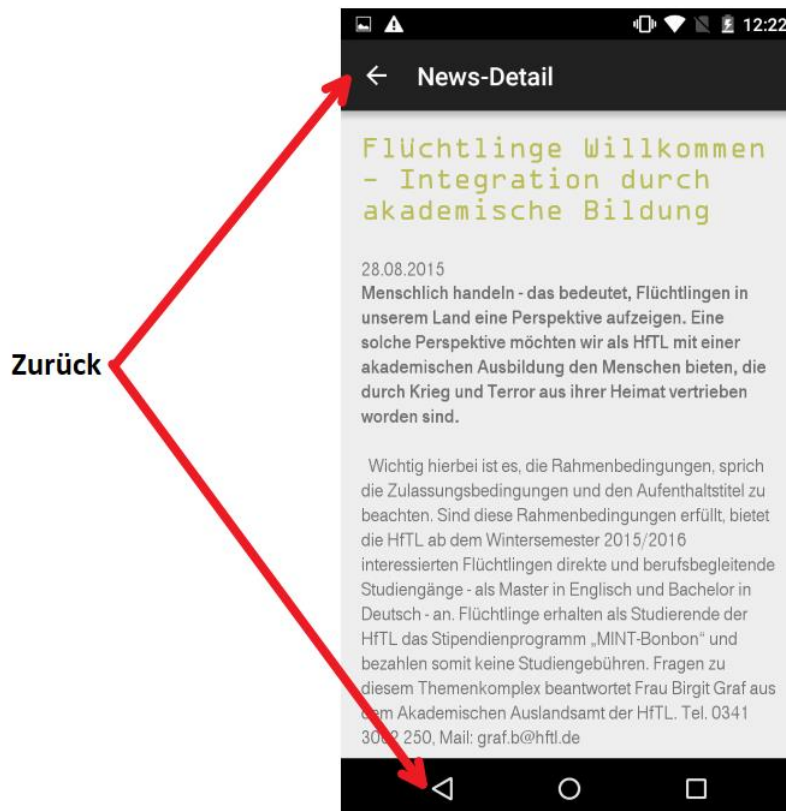 12:22
News-Detail
Flüchtlinge Willkommen
– Integration durch
akademische Bildung
28.08.2015
Menschlich handeln - das bedeutet, Flüchtlingen in
unserem Land eine Perspektive aufzeigen. Eine
solche Perspektive möchten wir als HfTL mit einer
akademischen Ausbildung den Menschen bieten, die
durch Krieg und Terror aus ihrer Heimat vertrieben
worden sind.
Zurück
Wichtig hierbei ist es, die Rahmenbedingungen, sprich
die Zulassungsbedingungen und den Aufenthaltstitel zu
beachten. Sind diese Rahmenbedingungen erfüllt, bietet
die HfTL ab dem Wintersemester 2015/2016
interessierten Flüchtlingen direkte und berufsbegleitende
Studiengänge - als Master in Englisch und Bachelor in
Deutsch - an. Flüchtlinge erhalten als Studierende der
HfTL das Stipendienprogramm „MINT-Bonbon“ und
bezahlen somit keine Studiengebühren. Fragen zu
diesem Themenkomplex beantwortet Frau Birgit Graf aus
dem Akademischen Auslandsamt der HfTL. Tel. 0341
3062 250, Mail: graf.b@hftl.de